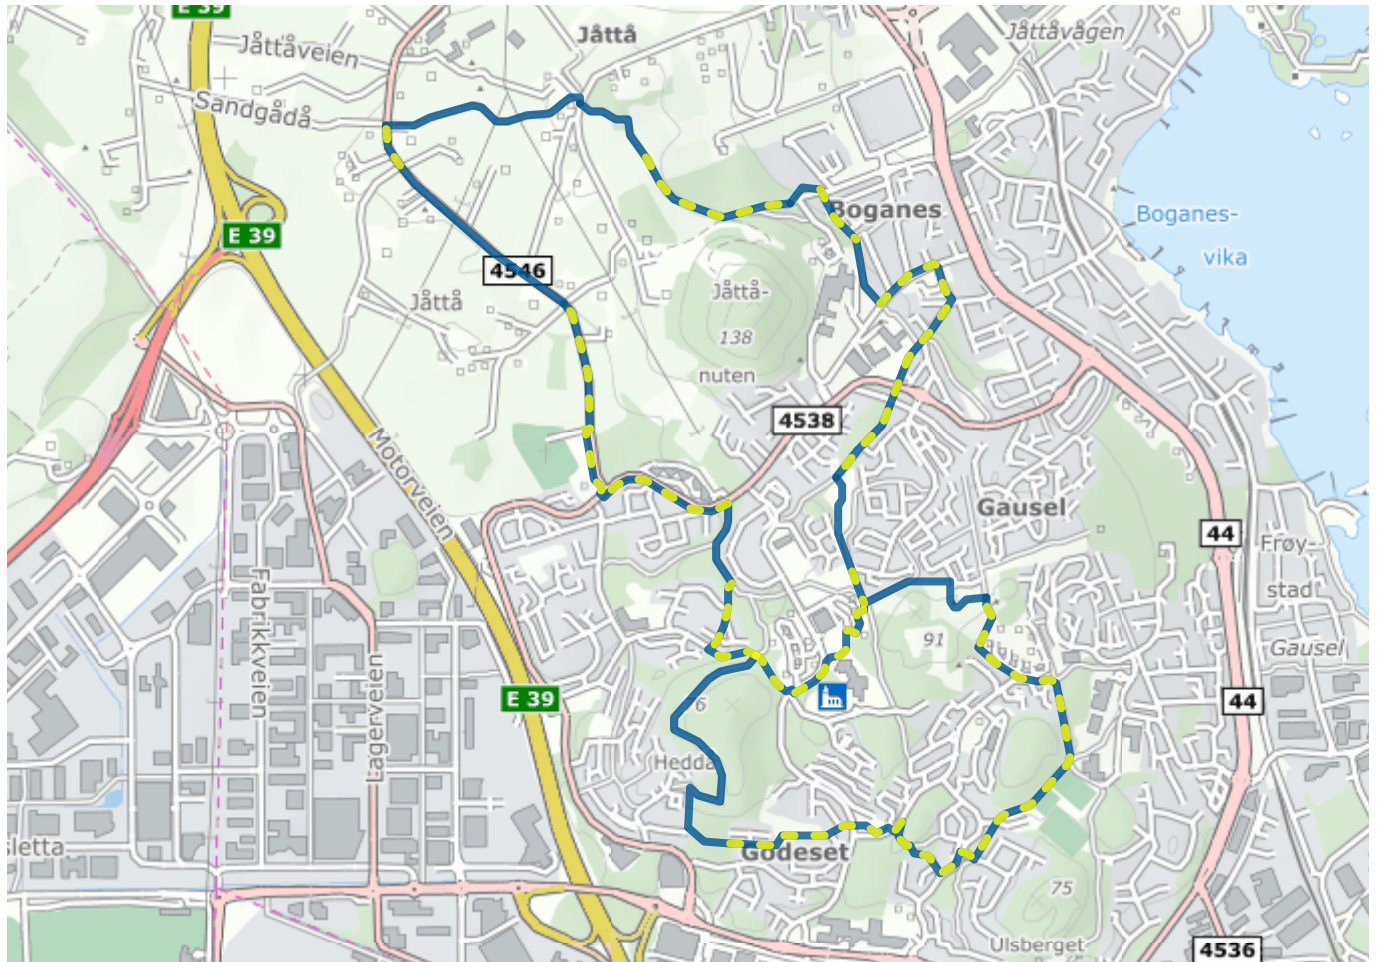 E 39
Jåttåveien
Jåttå
Jåttåvågen
Sandgådå
Boganes
Boganes-
vika
E 39
4546
Jåttå
Jåttå-
138
nuten
4538
Motorveien
Gausel
44
Frøy-
stad
Fabrikkveien
91
Gausel
Lagerveien
E 39
6
44
Hedda
sletta
Godeset
75
Ulsberget
4536